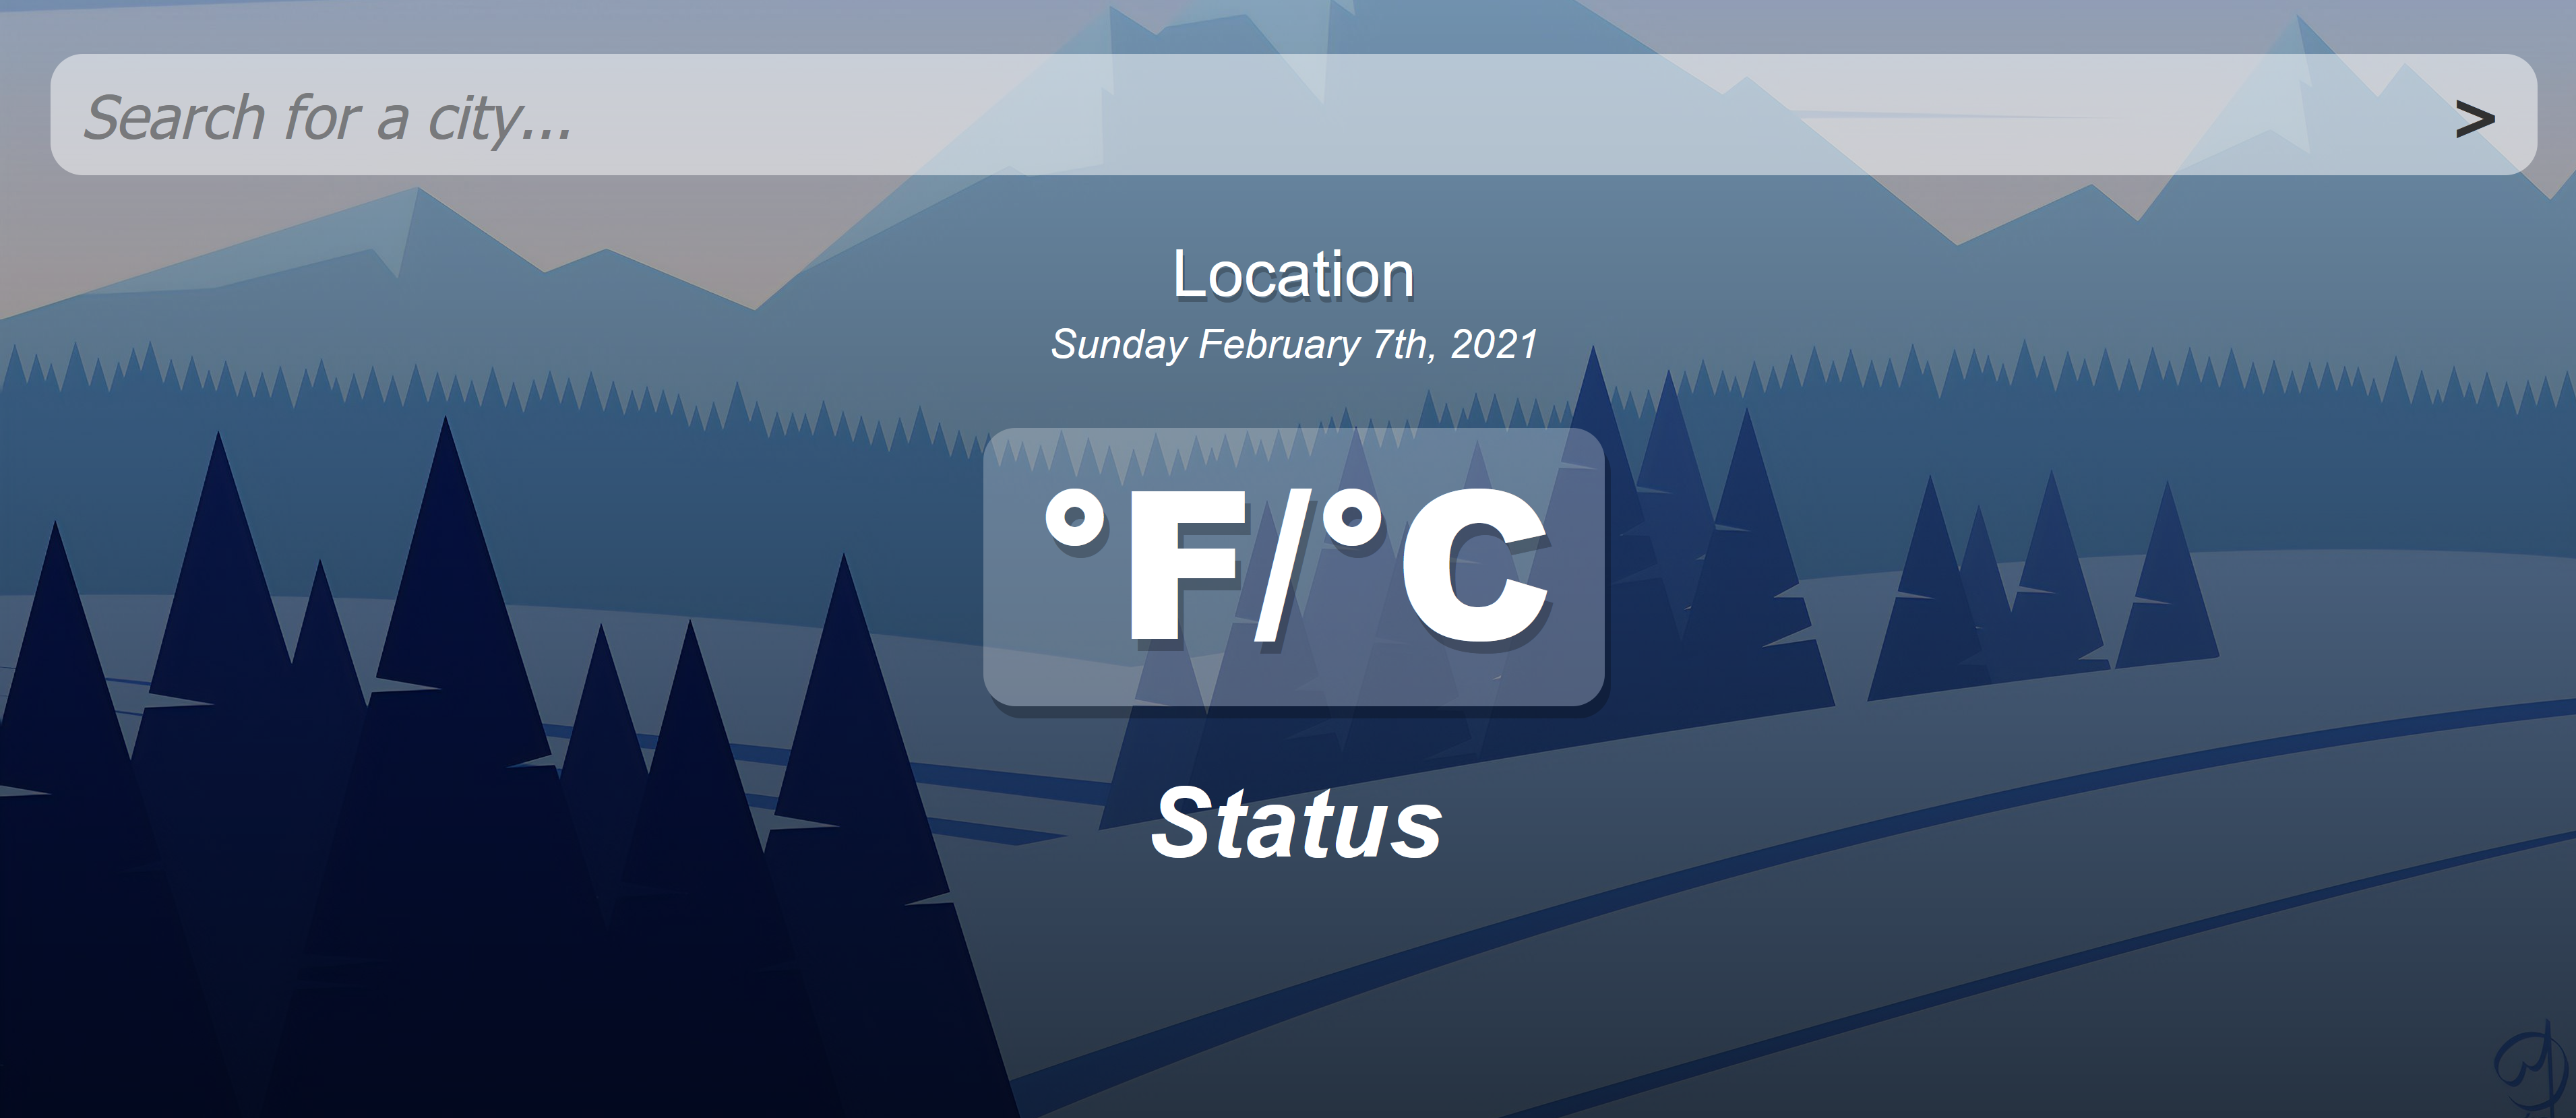 Search for a city...
>
Location
Sunday February 7th, 2021
°F/°C
Status